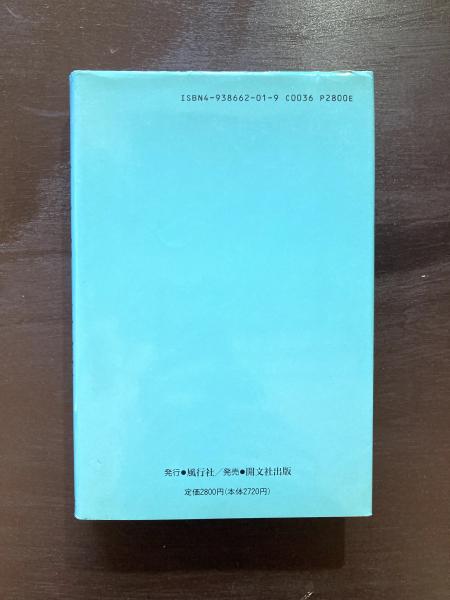 ISBN4-938662-01-9 C0036 P2800E
発行●風行社／発売●開文社出版
定価2800円(本体2720円)